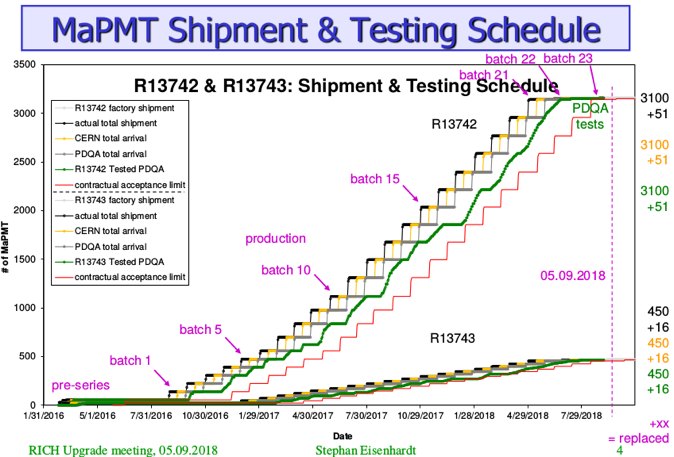 MaPMT Shipment & Testing Schedule
batch 22 batch 23
batch 21
R13742 & R13743: Shipment & Testing Schedule
3500
3000
2500
2000
1500
1000
500
0
# of MaPMT
R13742 factory shipment
actual total shipment
CERN total arrival
PDQA total arrival
R13742 Tested PDQA
contractual acceptance limit
R13743 factory shipment
actual total shipment
CERN total arrival
PDQA total arrival
R13743 Tested PDQA
contractual acceptance limit
R13742
PDQA
tests
3100
+51
3100
+51
3100
+51
batch 15
production
batch 10
05.09.2018
batch 5
R13743
batch 1
pre-series
450
+16
450
+16
450
+16
1/31/2016 5/1/2016 7/31/2016 10/30/2016 1/29/2017 4/30/2017 7/30/2017 10/29/2017 1/28/2018 4/29/2018 7/29/2018
Date
+xx
= replaced
RICH Upgrade meeting, 05.09.2018 Stephan Eisenhardt 4